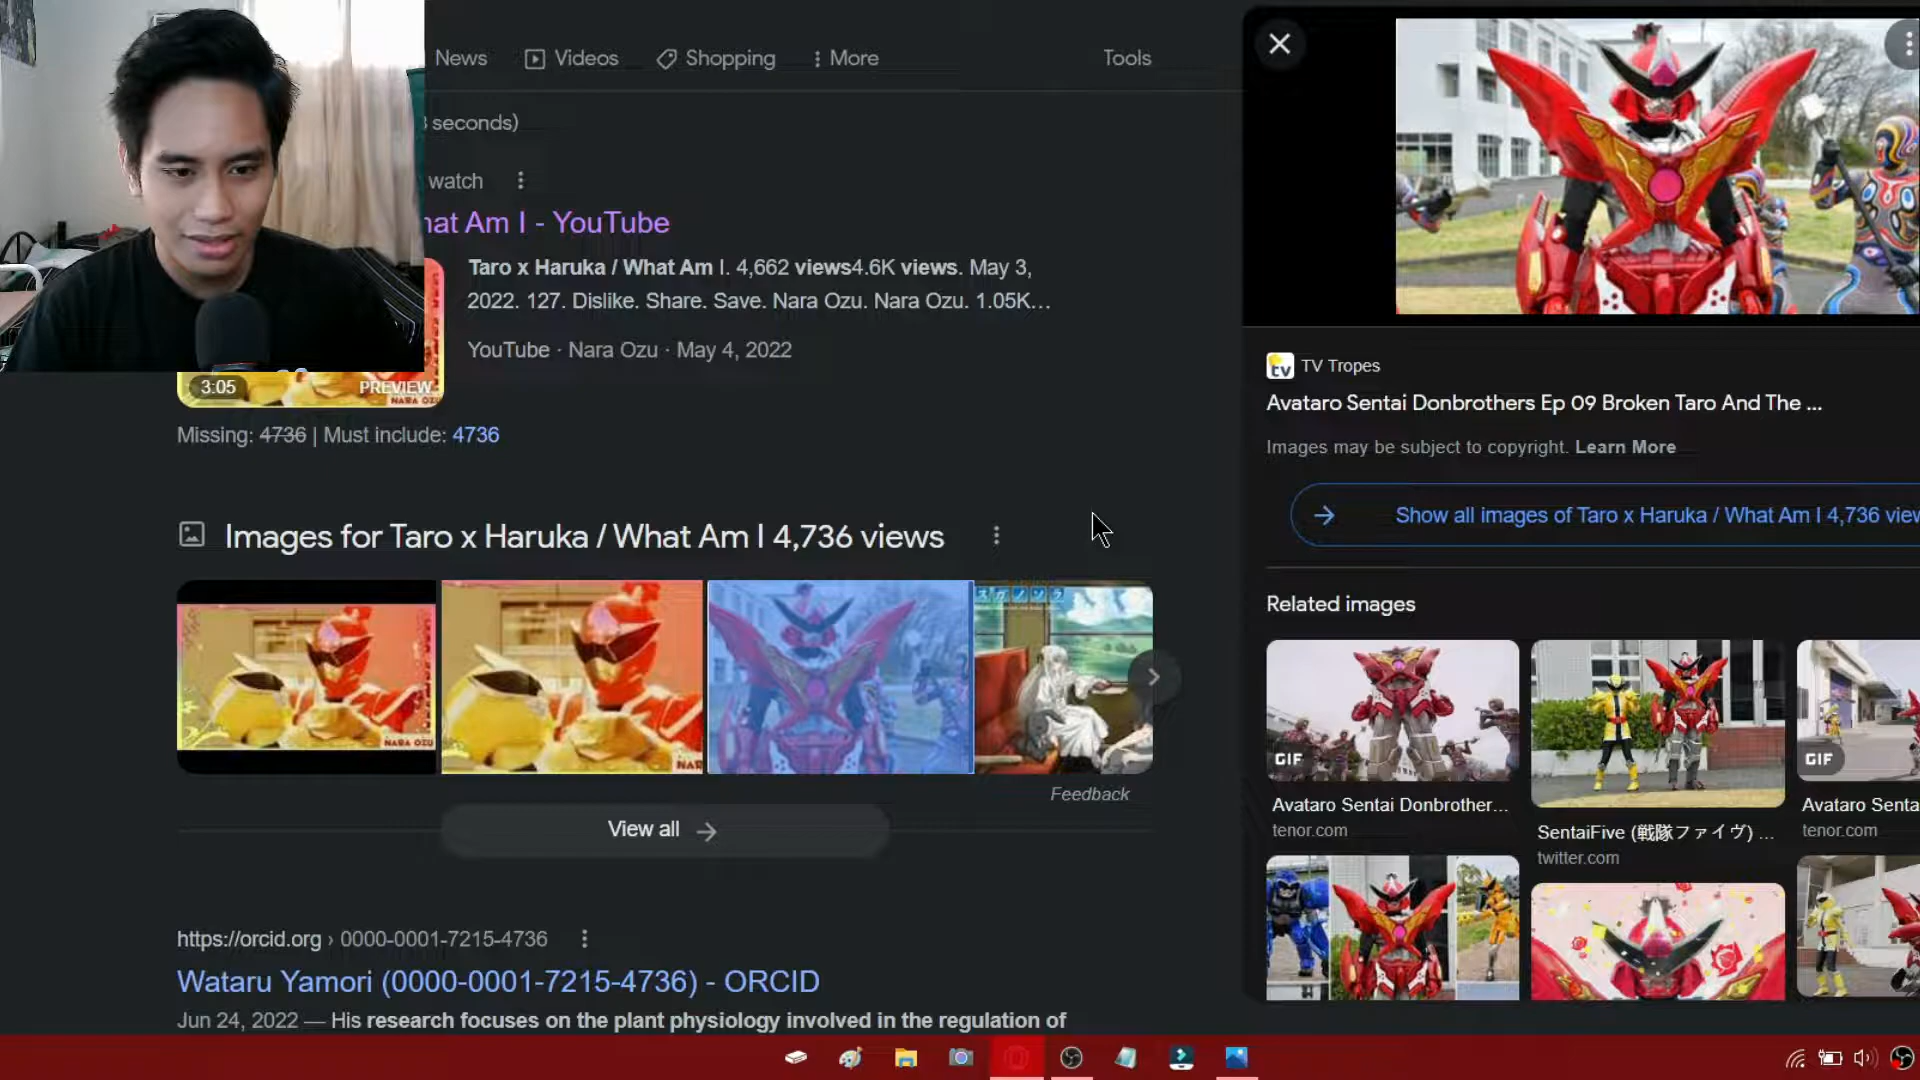 News
Videos
Shopping
More
Tools
seconds)
watch
hat Am I - YouTube
Taro x Haruka / What Am I. 4,662 views4.6K views. May 3,
2022. 127. Dislike. Share. Save. Nara Ozu. Nara Ozu. 1.05K...
YouTube · Nara Ozu · May 4, 2022
3:05
PREVIEW
NARA OZU
Missing: 4736 | Must include: 4736
Images for Taro x Haruka / What Am I 4,736 views
NARA OZU
NAR
Feedback
View all
https://orcid.org › 0000-0001-7215-4736
Wataru Yamori (0000-0001-7215-4736) - ORCID
Jun 24, 2022 — His research focuses on the plant physiology involved in the regulation of
tv
TV Tropes
Avataro Sentai Donbrothers Ep 09 Broken Taro And The ...
Images may be subject to copyright. Learn More
Show all images of Taro x Haruka / What Am I 4,736 view
Related images
GIF
GIF
Avataro Sentai Donbrother...
tenor.com
SentaiFive (戦隊ファイヴ) ...
twitter.com
Avataro Senta
tenor.com